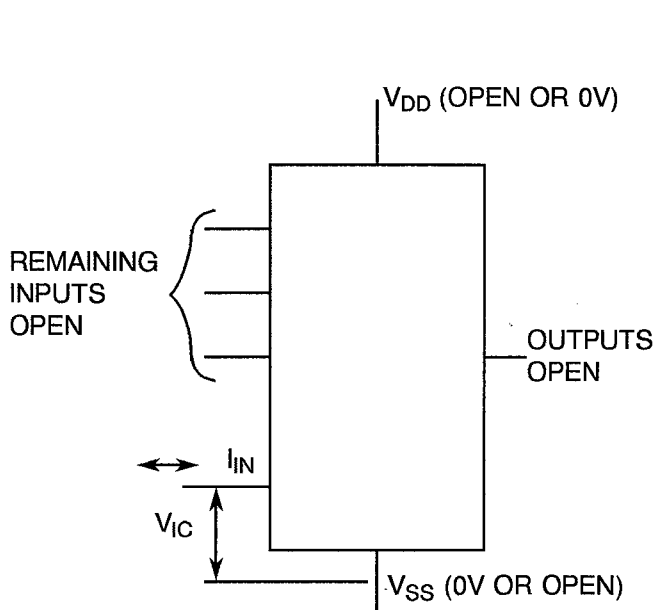 VDD (OPEN OR 0V)
REMAINING
INPUTS
OPEN
OUTPUTS
OPEN
IIN
VIC
VSS (0V OR OPEN)